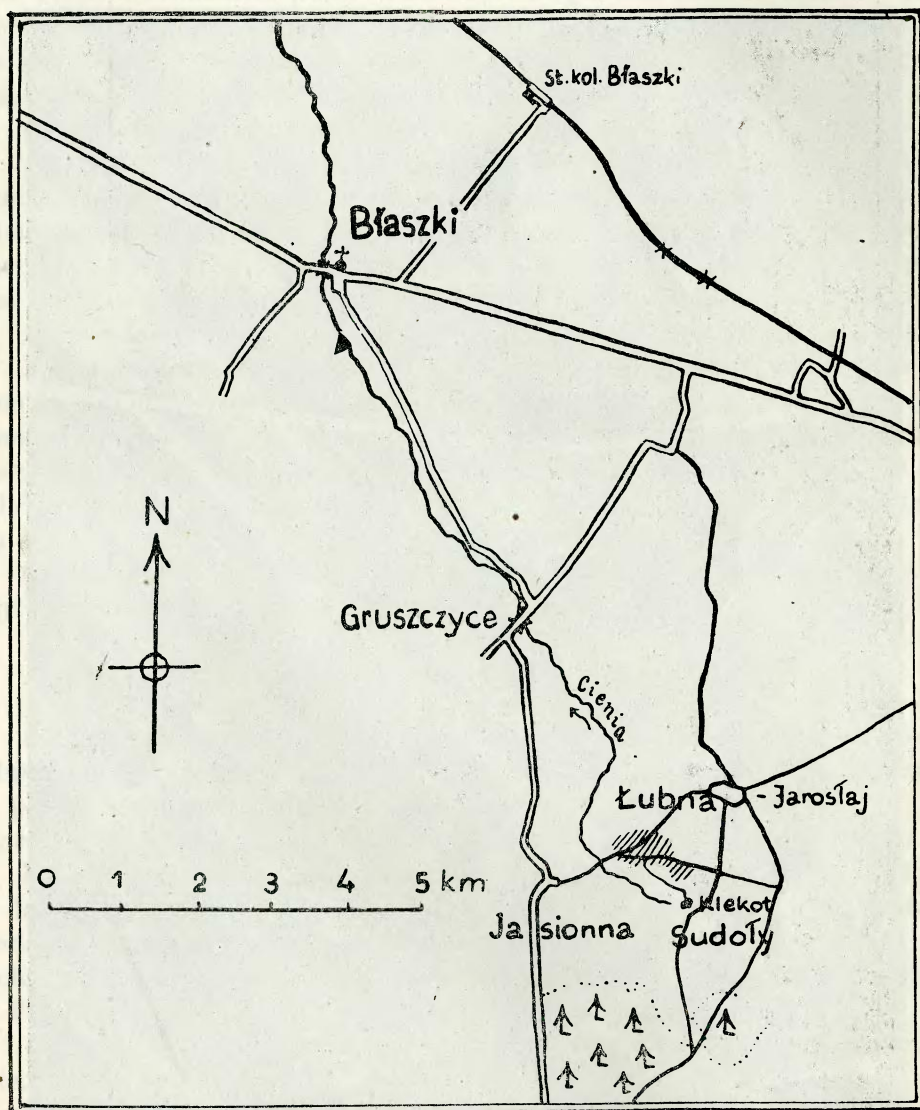 St. kol. Błaszki
Błaszki
N
Gruszczyce
Cienia
Łubna - Jarosłaj
0 1 2 3 4 5 km
Klekot
Jasionna Sudoły